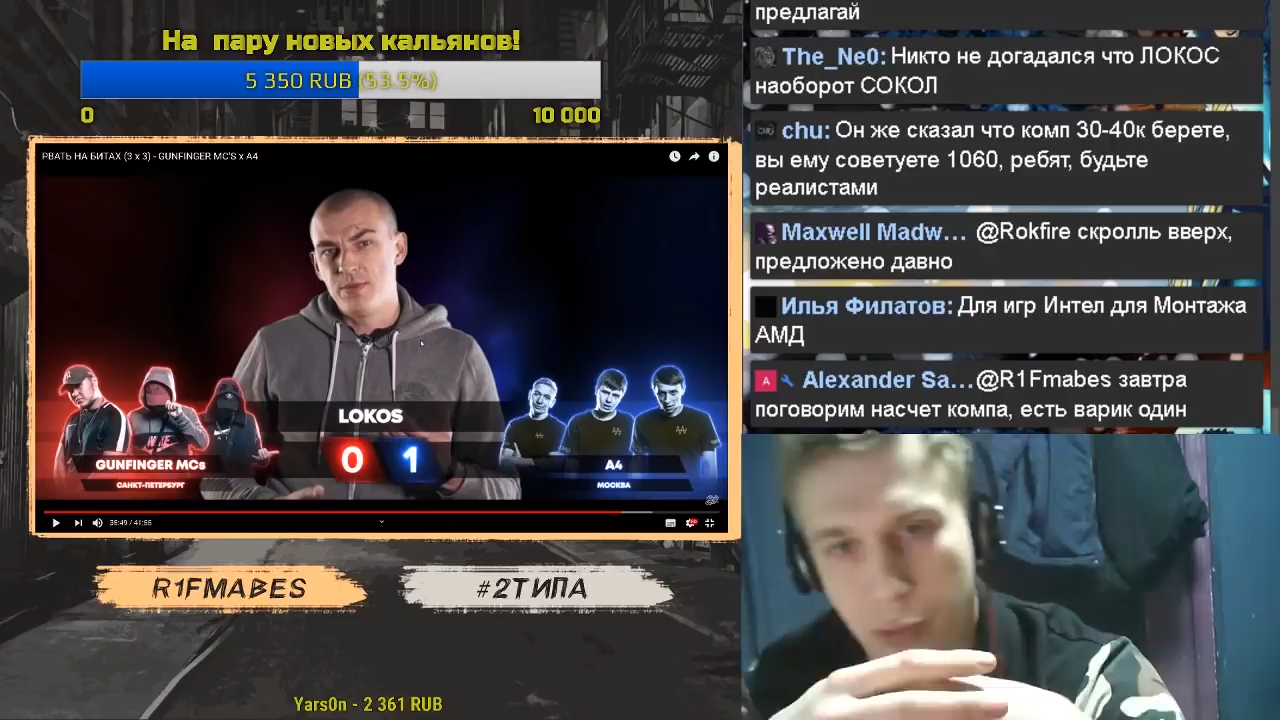 На пару новых кальянов!
5 350 RUB (53.5%)
0
10 000
РВАТЬ НА БИТАХ (3 x 3) - GUNFINGER MC'S x A4
LOKOS
0 1
GUNFINGER MCs
САНКТ-ПЕТЕРБУРГ
A4
МОСКВА
35:49 / 41:55
R1FMABES
#2ТИПА
Yars0n - 2 361 RUB
предлагай
The_Ne0: Никто не догадался что ЛОКОС
наоборот СОКОЛ
chu: Он же сказал что комп 30-40к берете,
вы ему советуете 1060, ребят, будьте
реалистами
Maxwell Madw... @Rokfire скролль вверх,
предложено давно
Илья Филатов: Для игр Интел для Монтажа
АМД
Alexander Sa...@R1Fmabes завтра
поговорим насчет компа, есть варик один